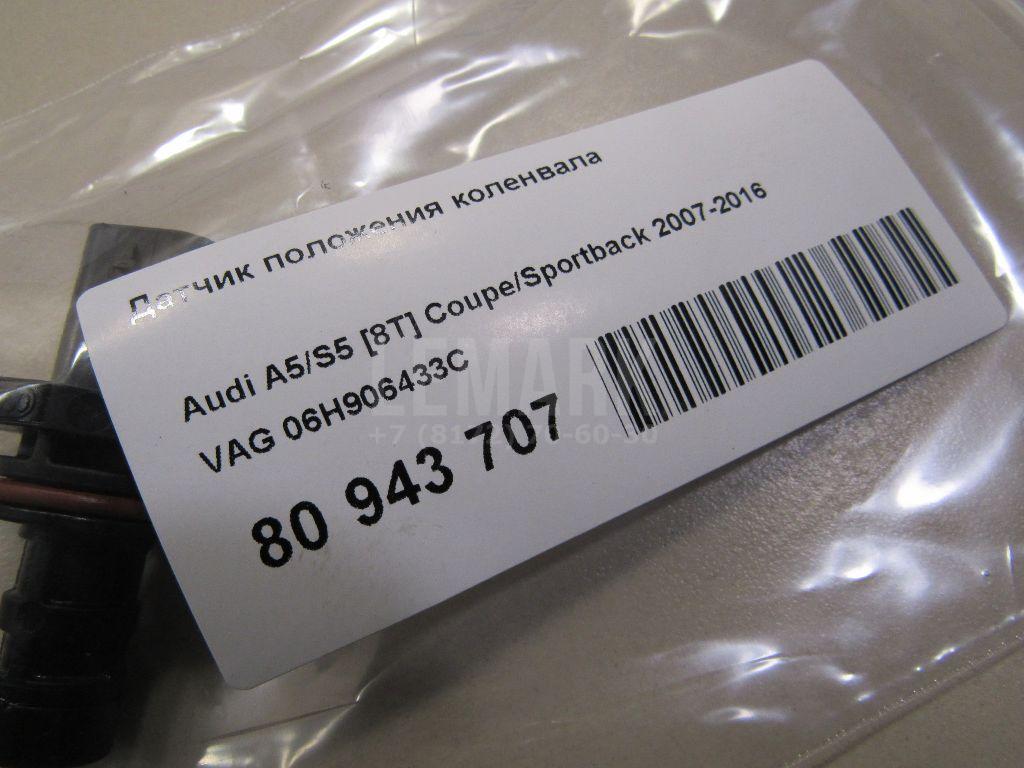 Датчик положения коленвала
Audi A5/S5 [8T] Coupe/Sportback 2007-2016
VAG 06H906433C
80 943 707